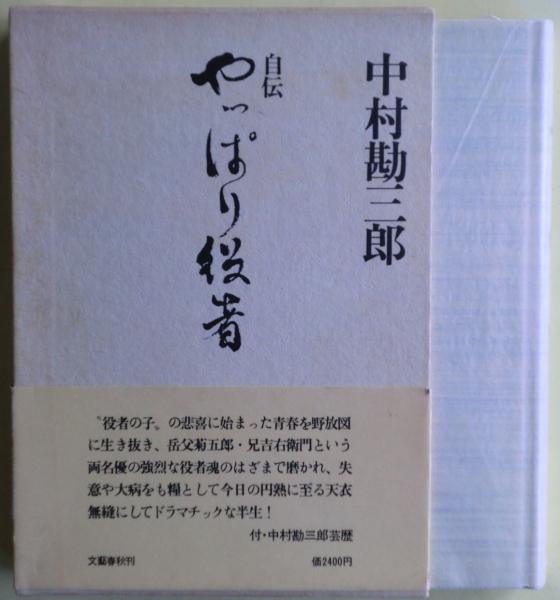 中村勘三郎
自伝
やっぱり役者
〝役者の子〟の悲喜に始まった青春を野放図
に生き抜き、岳父菊五郎・兄吉右衛門という
両名優の強烈な役者魂のはざまで磨かれ、失
意や大病をも糧として今日の円熟に至る天衣
無縫にしてドラマチックな半生！
付・中村勘三郎芸歴
文藝春秋刊
価2400円